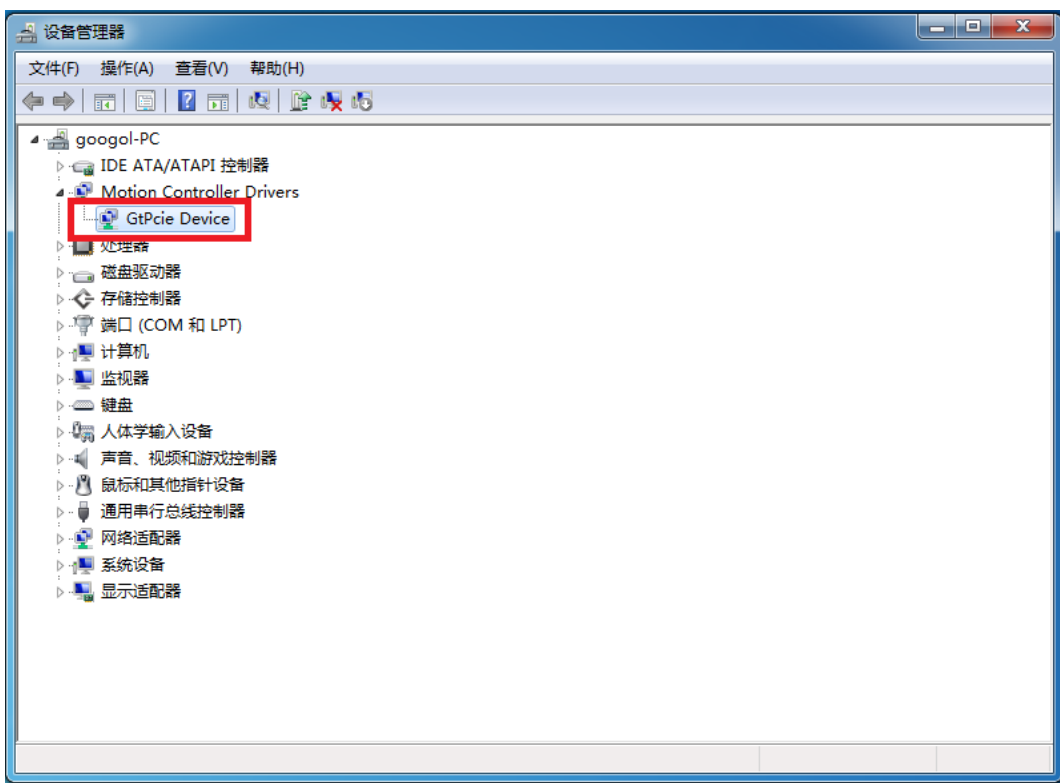 设备管理器
文件(F) 操作(A) 查看(V) 帮助(H)
googol-PC
IDE ATA/ATAPI 控制器
Motion Controller Drivers
GtPcie Device
处理器
磁盘驱动器
存储控制器
端口 (COM 和 LPT)
计算机
监视器
键盘
人体学输入设备
声音、视频和游戏控制器
鼠标和其他指针设备
通用串行总线控制器
网络适配器
系统设备
显示适配器